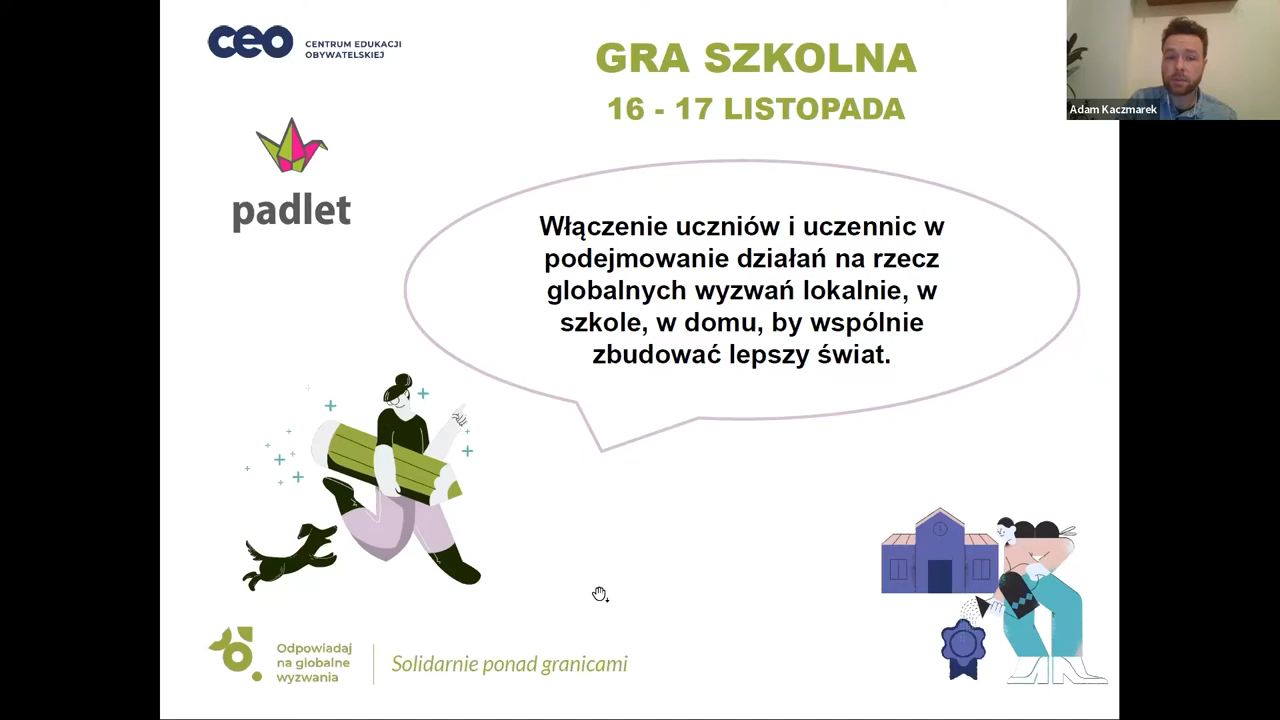 ceo CENTRUM EDUKACJI
OBYWATELSKIEJ
GRA SZKOLNA
16 - 17 LISTOPADA
Adam Kaczmarek
padlet
Włączenie uczniów i uczennic w
podejmowanie działań na rzecz
globalnych wyzwań lokalnie, w
szkole, w domu, by wspólnie
zbudować lepszy świat.
Odpowiadaj
na globalne
wyzwania
Solidarnie ponad granicami